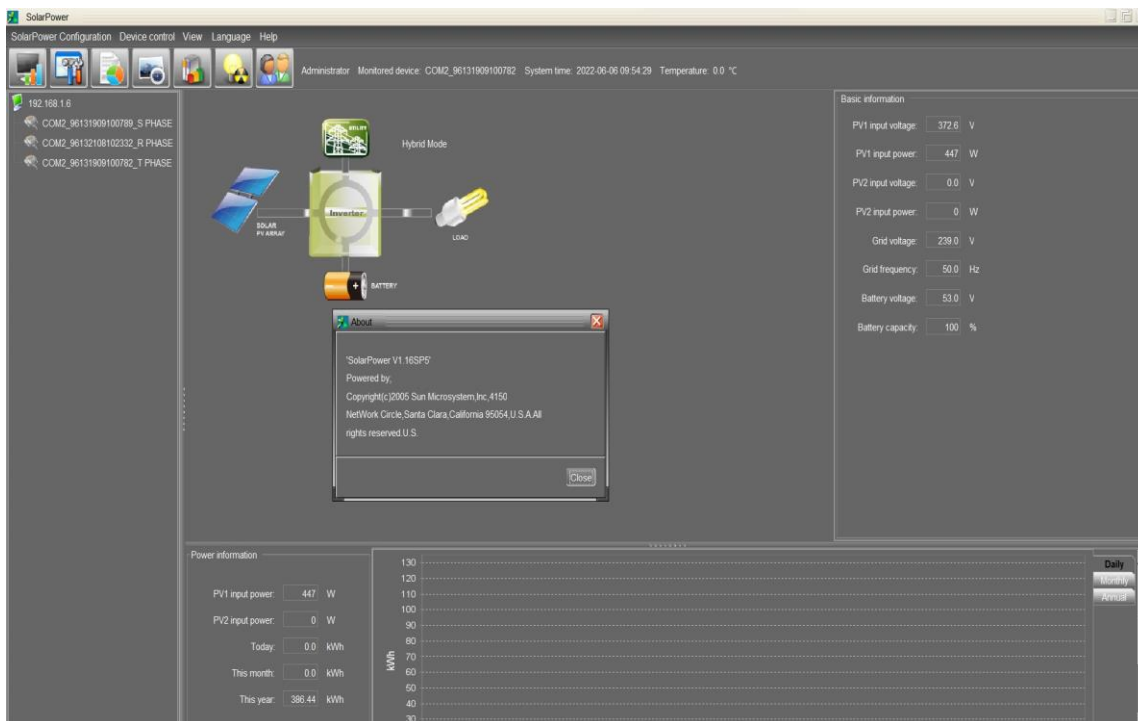 SolarPower
SolarPower Configuration Device control View Language Help
Administrator Monitored device: COM2_96131909100782 System time: 2022-06-06 09:54:29 Temperature: 0.0 °C
192.168.1.6
COM2_96131909100789_S PHASE
COM2_96132108102332_R PHASE
COM2_96131909100782_T PHASE
UTILITY
Hybrid Mode
Inverter
SOLAR
PV ARRAY
LOAD
BATTERY
Basic information
PV1 input voltage: 372.6 V
PV1 input power: 447 W
PV2 input voltage: 0.0 V
PV2 input power: 0 W
Grid voltage: 239.0 V
Grid frequency: 50.0 Hz
Battery voltage: 53.0 V
Battery capacity: 100 %
About
'SolarPower V1.16SP5'
Powered by;
Copyright(c)2005 Sun Microsystem,Inc,4150
NetWork Circle,Santa Clara,California 95054,U.S.A.All
rights reserved.U.S.
Close
Power information
PV1 input power: 447 W
PV2 input power: 0 W
Today: 0.0 kWh
This month: 0.0 kWh
This year: 386.44 kWh
kWh
130
120
110
100
90
80
70
60
50
40
30
Daily
Monthly
Annual